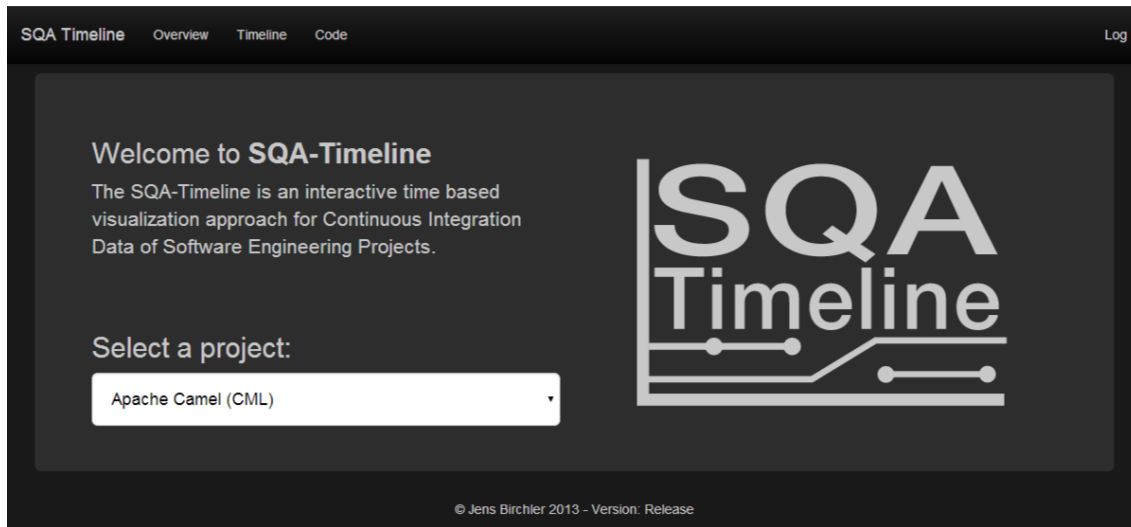 SQA Timeline Overview Timeline Code Log
Welcome to SQA-Timeline
The SQA-Timeline is an interactive time based
visualization approach for Continuous Integration
Data of Software Engineering Projects.
SQA
Timeline
Select a project:
Apache Camel (CML)
© Jens Birchler 2013 - Version: Release